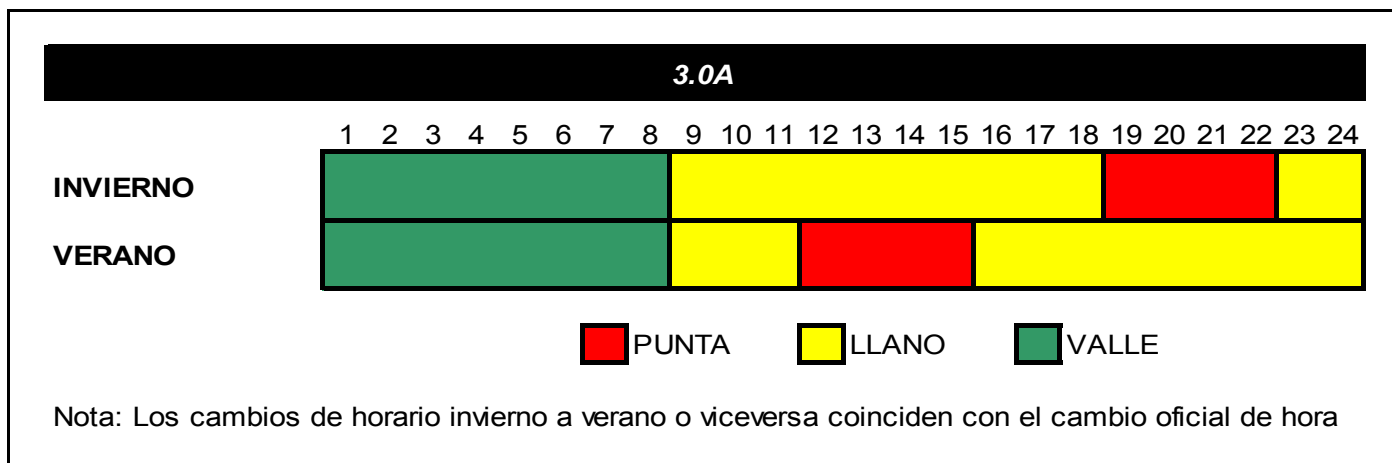 3.0A
1 2 3 4 5 6 7 8 9 10 11 12 13 14 15 16 17 18 19 20 21 22 23 24
INVIERNO
VERANO
PUNTA LLANO VALLE
Nota: Los cambios de horario invierno a verano o viceversa coinciden con el cambio oficial de hora